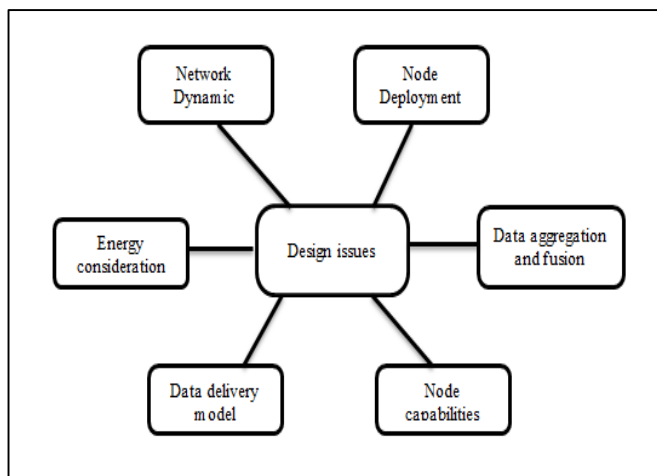 Network
Dynamic
Node
Deployment
Energy
consideration
Design issues
Data aggregation
and fusion
Data delivery
model
Node
capabilities